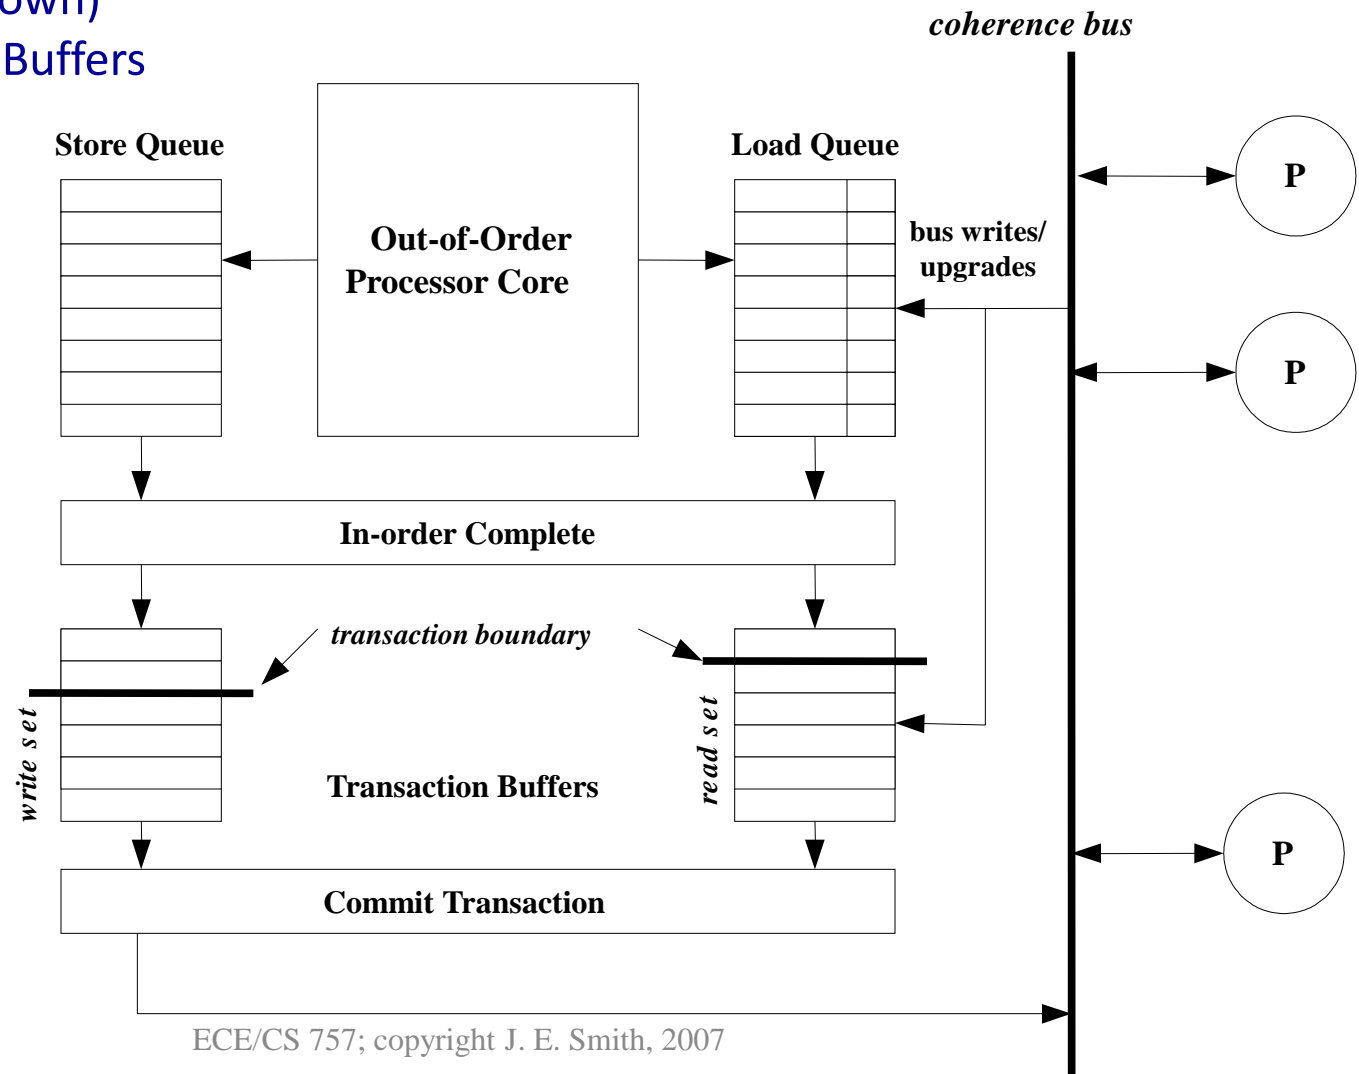 own)
Buffers
coherence bus
Store Queue
Load Queue
Out-of-Order
Processor Core
bus writes/
upgrades
P
P
In-order Complete
transaction boundary
write set
read set
Transaction Buffers
P
Commit Transaction
ECE/CS 757; copyright J. E. Smith, 2007